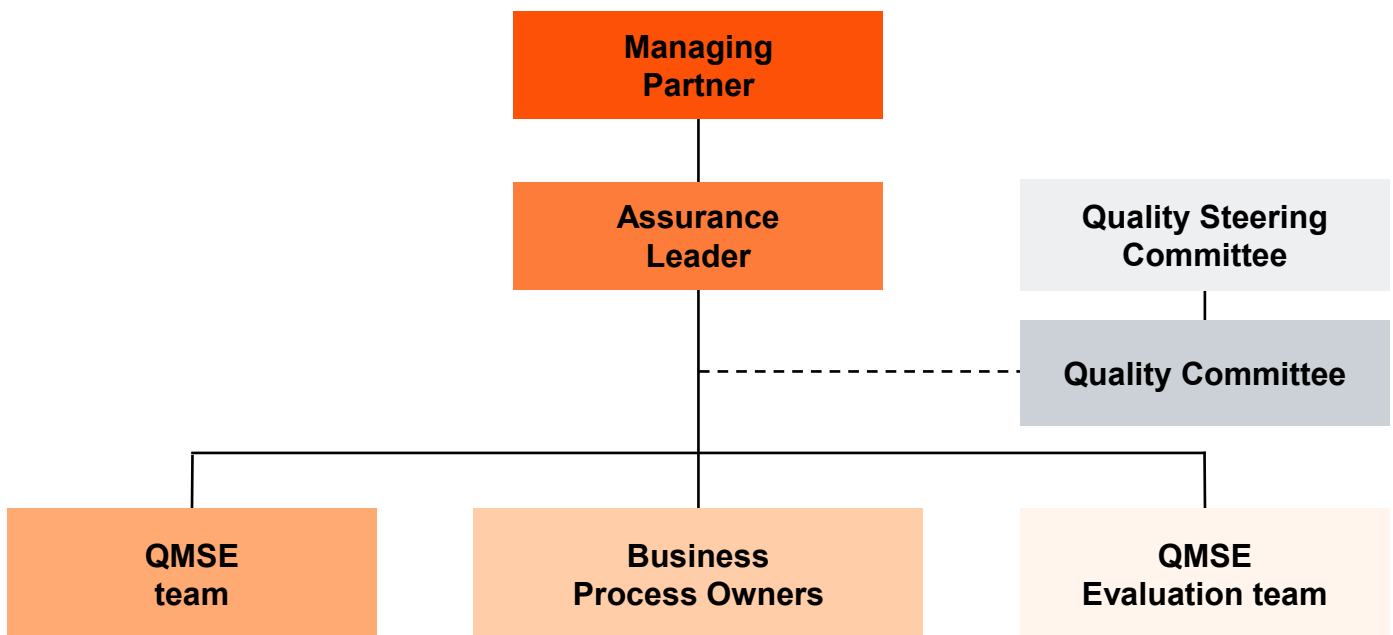 Managing
Partner
Assurance
Leader
Quality Steering
Committee
Quality Committee
QMSE
team
Business
Process Owners
QMSE
Evaluation team